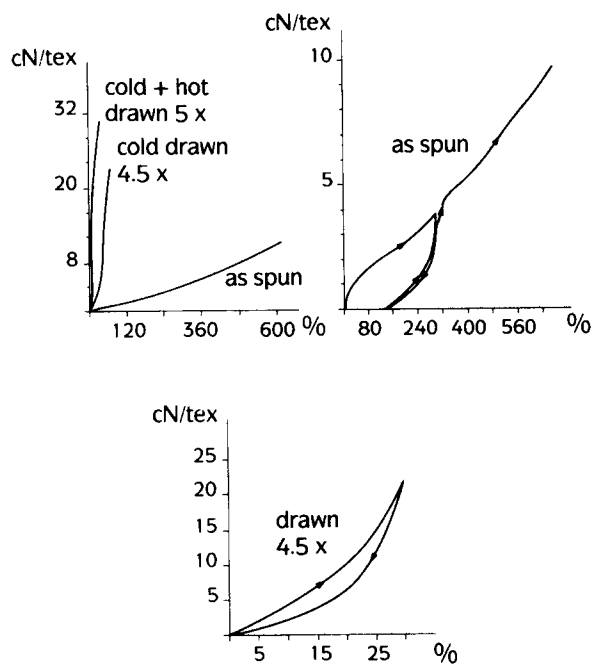 cN/tex
cold + hot
drawn 5 x
32
cold drawn
4.5 x
20
8
as spun
120 360 600 %
cN/tex
10
as spun
5
80 240 400 560 %
cN/tex
25
20
drawn
4.5 x
15
10
5
5 15 25 %